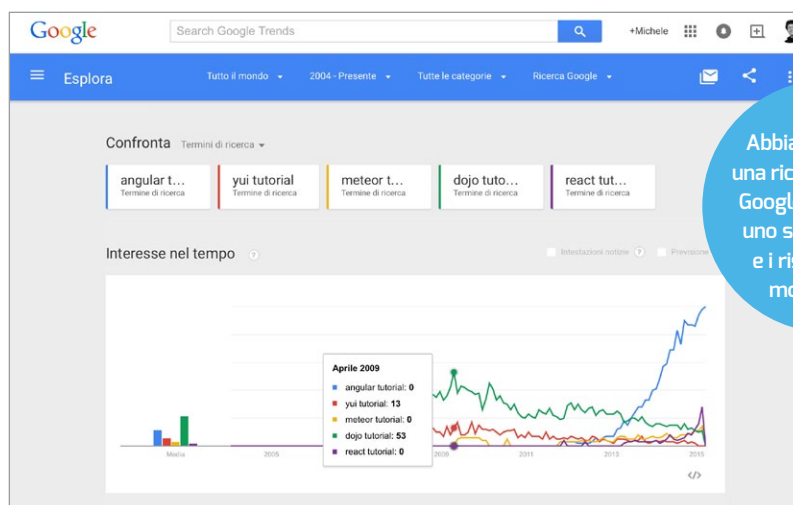 Google
Search Google Trends
+Michele
Esplora
Tutto il mondo
2004 - Presente
Tutte le categorie
Ricerca Google
Confronta Termini di ricerca
angular t...
Termine di ricerca
yui tutorial
Termine di ricerca
meteor t...
Termine di ricerca
dojo tuto...
Termine di ricerca
react tut...
Termine di ricerca
Abbia
una ric
Googl
uno s
e i ris
mo
Interesse nel tempo ?
Intestazioni notizie ?
Previsione
Aprile 2009
angular tutorial: 0
yui tutorial: 13
meteor tutorial: 0
dojo tutorial: 53
react tutorial: 0
Media
2005
2009
2011
2013
2015
</>